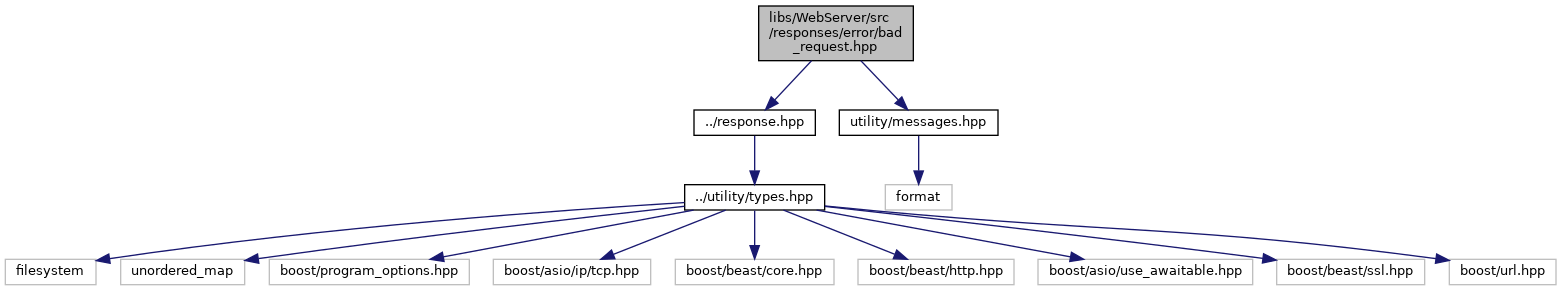 libs/WebServer/src
/responses/error/bad
_request.hpp
../response.hpp
utility/messages.hpp
../utility/types.hpp
format
filesystem
unordered_map
boost/program_options.hpp
boost/asio/ip/tcp.hpp
boost/beast/core.hpp
boost/beast/http.hpp
boost/asio/use_awaitable.hpp
boost/beast/ssl.hpp
boost/url.hpp